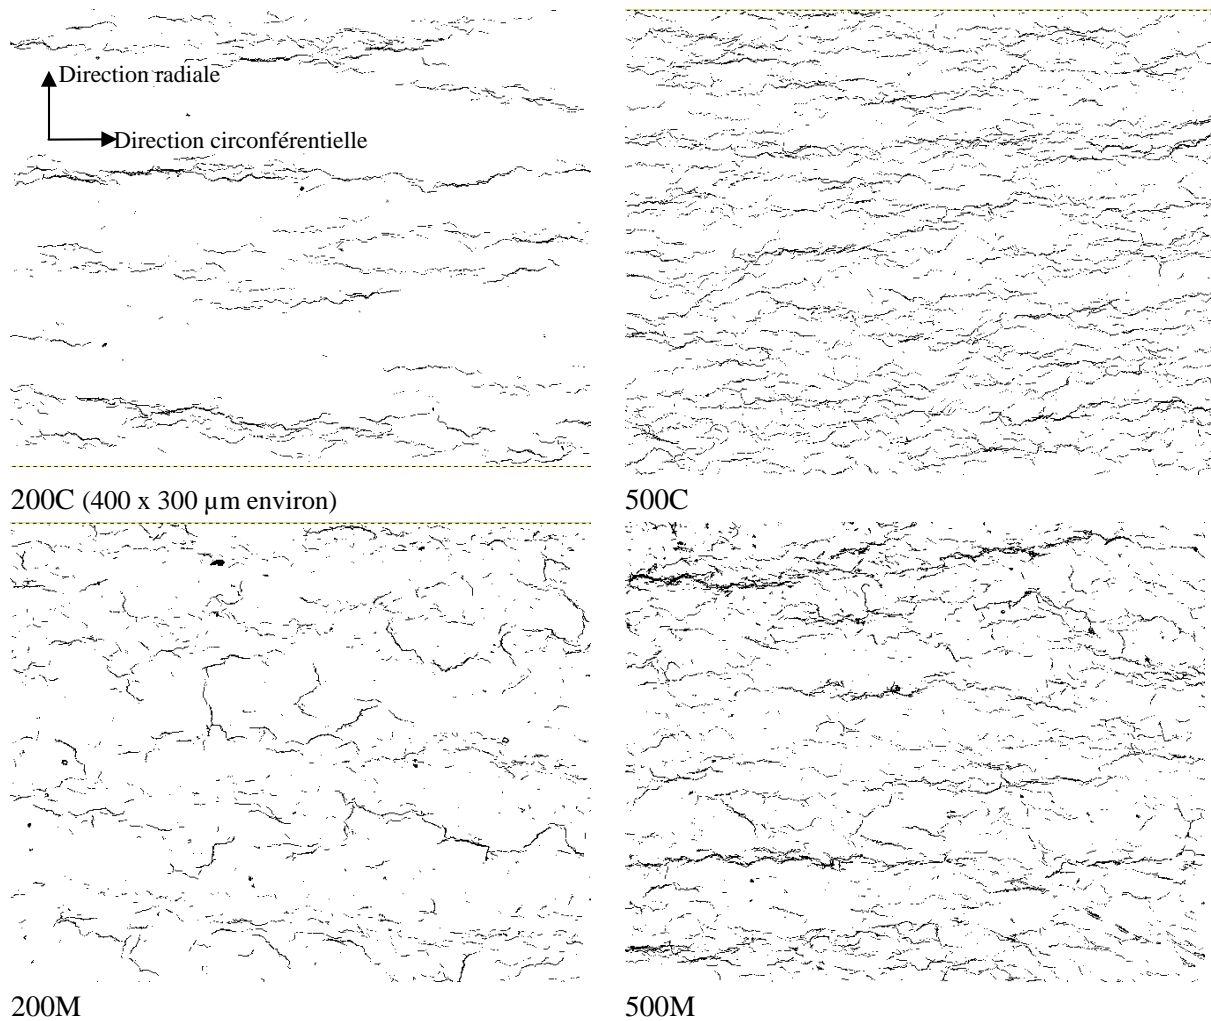 Direction radiale
Direction circonférentielle
200C (400 x 300 µm environ)
500C
200M
500M